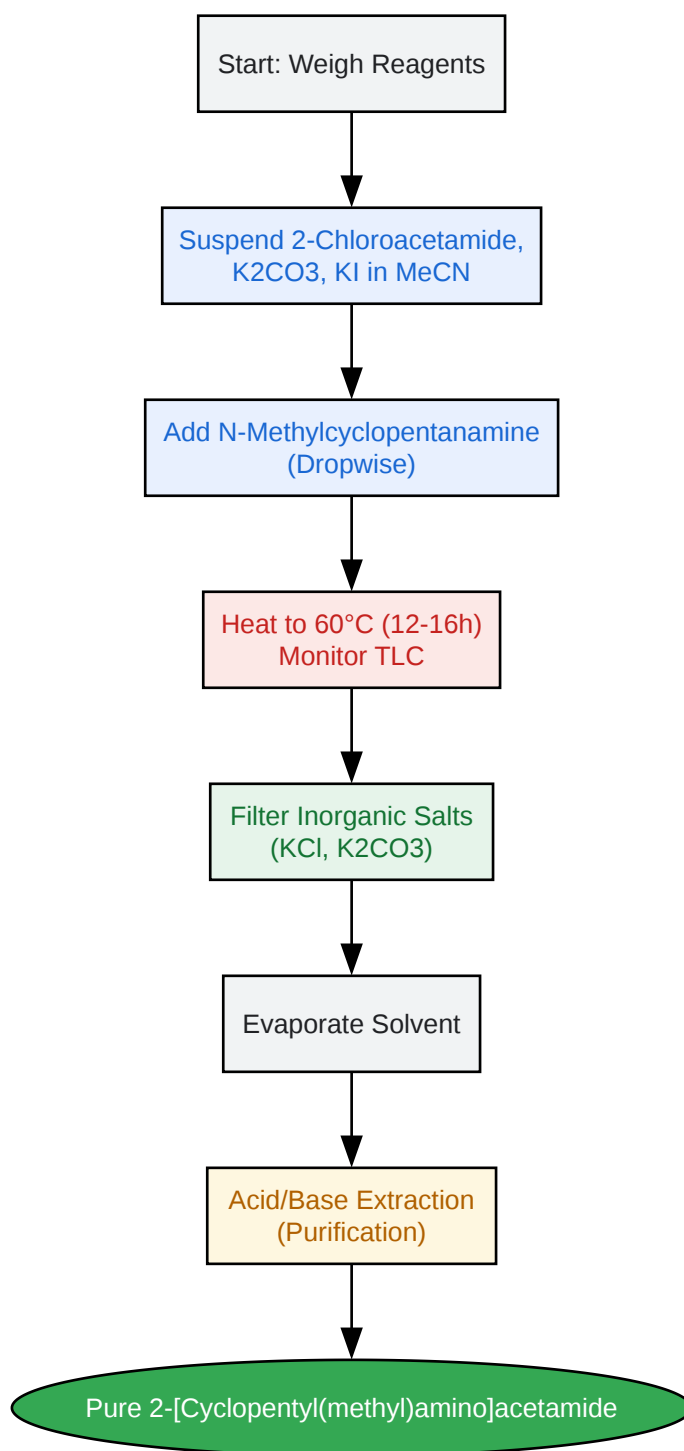 Start: Weigh Reagents
Suspend 2-Chloroacetamide,
K2CO3, KI in MeCN
Add N-Methylcyclopentanamine
(Dropwise)
Heat to 60°C (12-16h)
Monitor TLC
Filter Inorganic Salts
(KCl, K2CO3)
Evaporate Solvent
Acid/Base Extraction
(Purification)
Pure 2-[Cyclopentyl(methyl)amino]acetamide